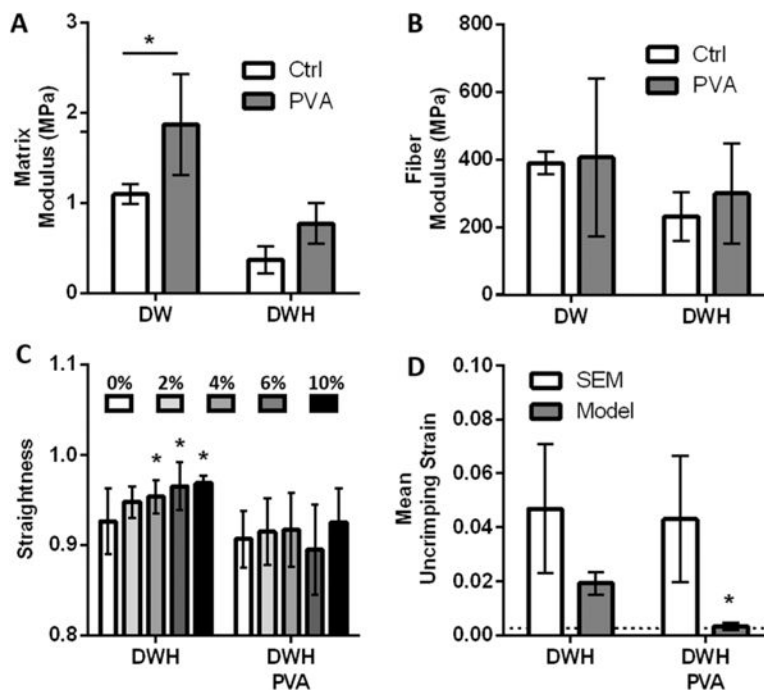 A
Matrix
Modulus (MPa)
3
2
2
1
0
*
Ctrl
PVA
DW
DWH
B
Fiber
Modulus (MPa)
800
600
400
200
0
Ctrl
PVA
DW
DWH
C
Straightness
1.1
1.0
0.9
0.8
0% 2% 4% 6% 10%
* * *
DWH
DWH
PVA
D
Mean
Uncrimping Strain
0.10
0.08
0.06
0.04
0.02
0.00
SEM
Model
*
DWH
DWH
PVA